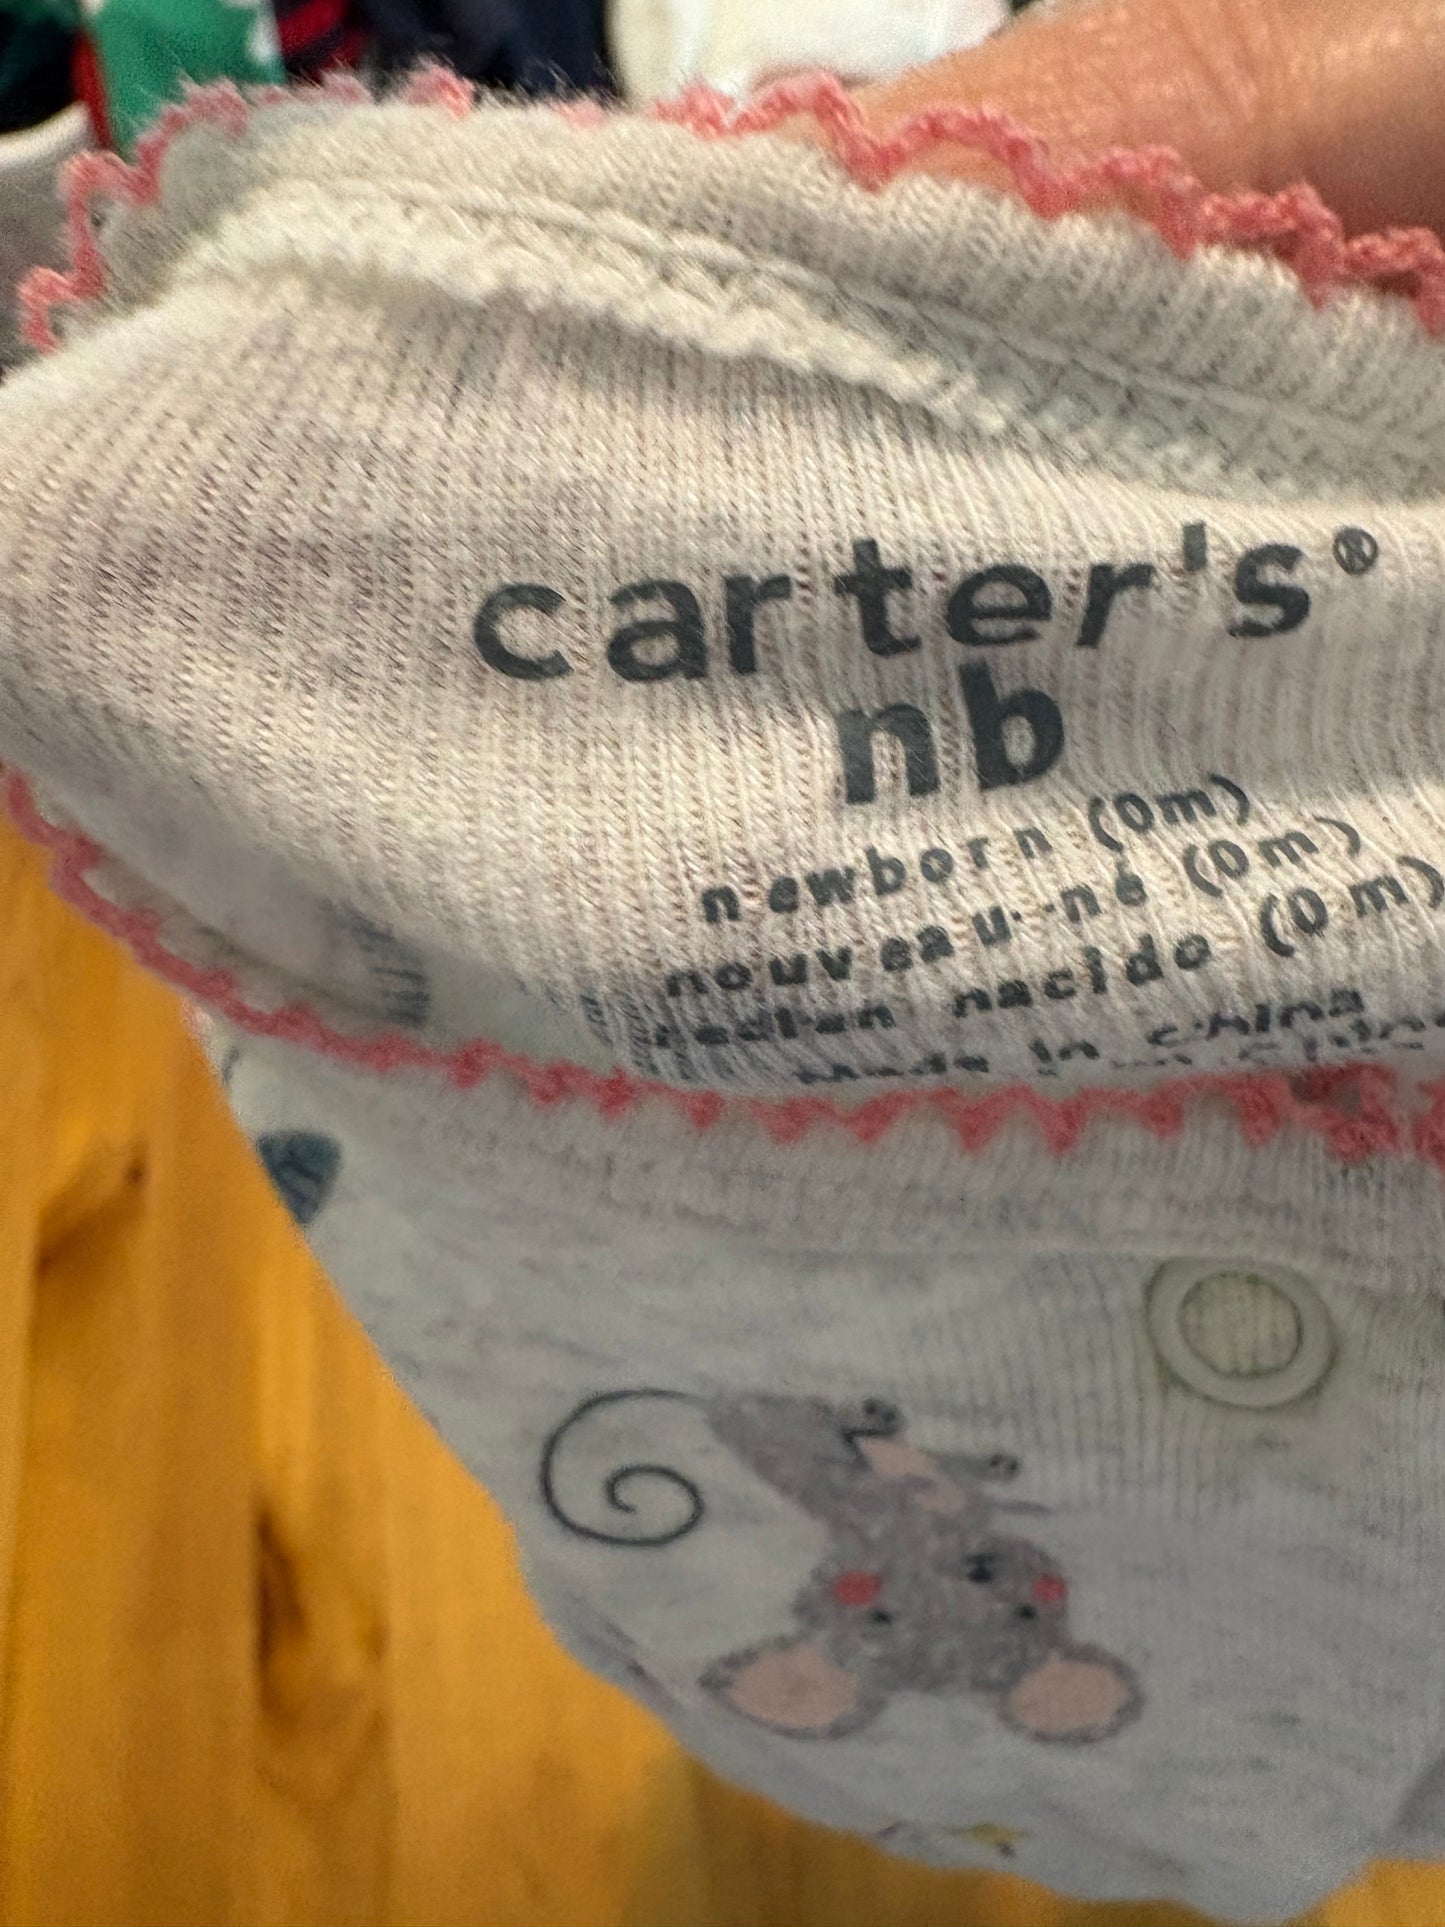 carter's®
nb
newborn (0m)
nouveau-né (0m)
recién nacido (0m)
made in china